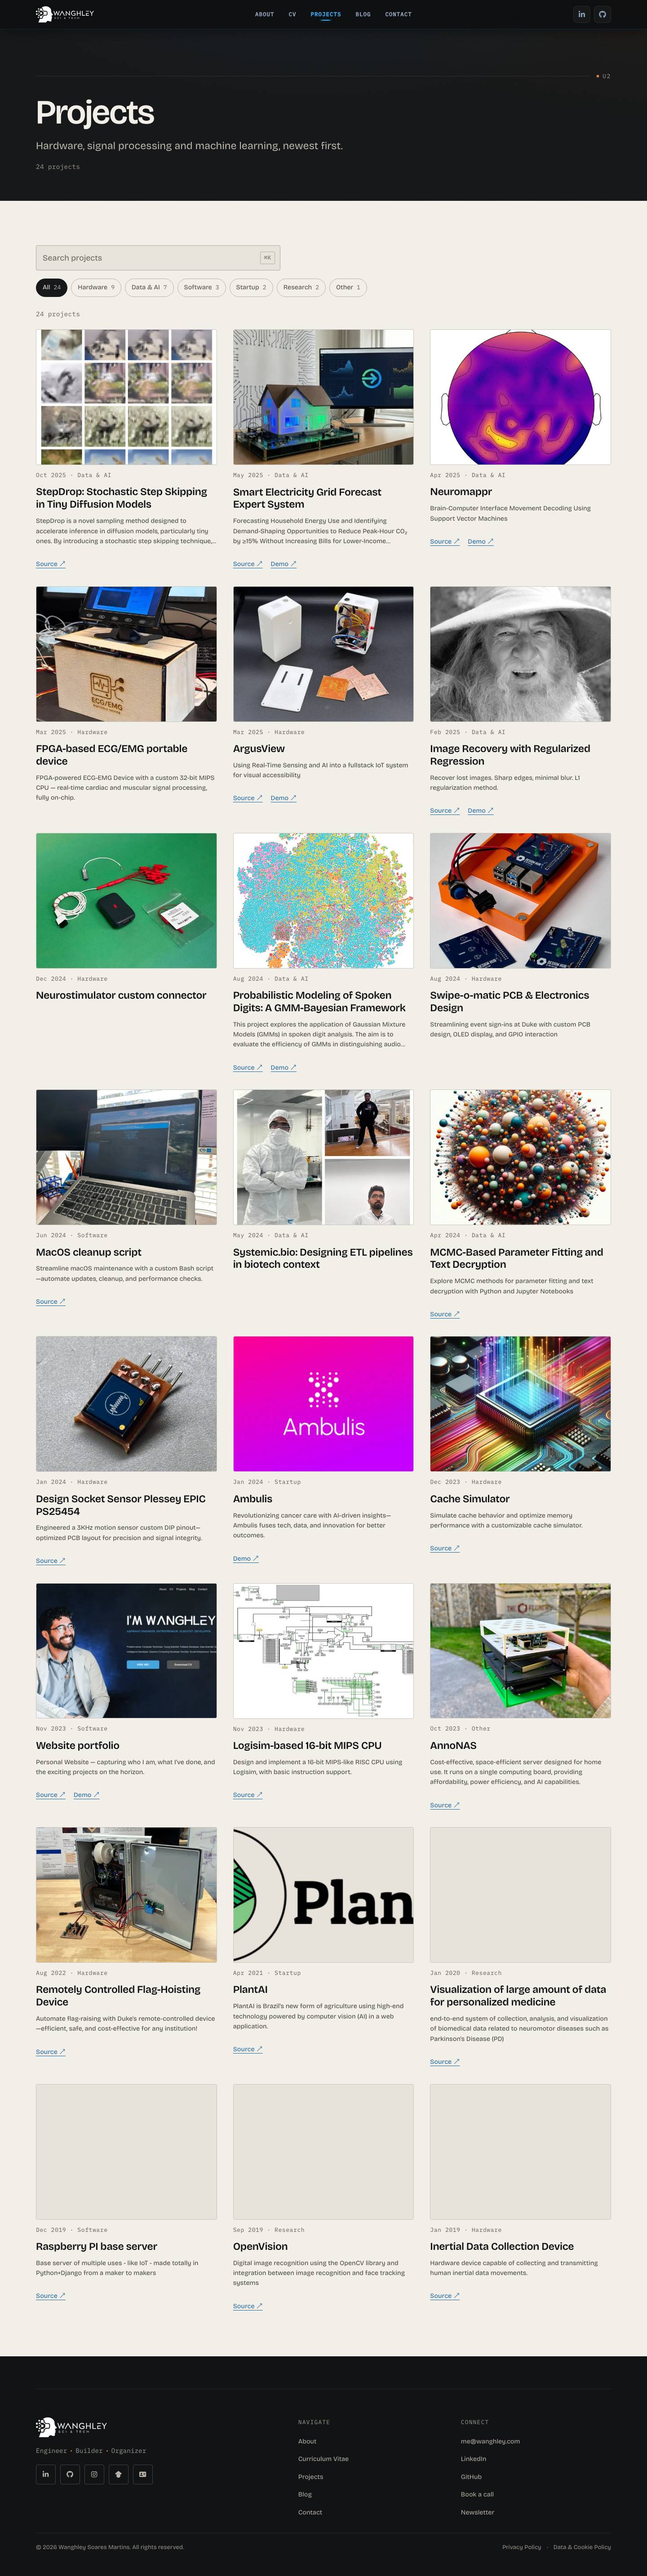 WANGHLEY
SCI & TECH
ABOUT
CV
PROJECTS
BLOG
CONTACT
U2
Projects
Hardware, signal processing and machine learning, newest first.
24 projects
Search projects
⌘K
All 24
Hardware 9
Data & AI 7
Software 3
Startup 2
Research 2
Other 1
24 projects
Oct 2025 · Data & AI
StepDrop: Stochastic Step Skipping
in Tiny Diffusion Models
StepDrop is a novel sampling method designed to
accelerate inference in diffusion models, particularly tiny
ones. By introducing a stochastic step skipping technique,…
Source ↗
May 2025 · Data & AI
Smart Electricity Grid Forecast
Expert System
Forecasting Household Energy Use and Identifying
Demand-Shaping Opportunities to Reduce Peak-Hour CO₂
by ≥15% Without Increasing Bills for Lower-Income…
Source ↗ Demo ↗
Apr 2025 · Data & AI
Neuromappr
Brain-Computer Interface Movement Decoding Using
Support Vector Machines
Source ↗ Demo ↗
ECG/EMG
Mar 2025 · Hardware
FPGA-based ECG/EMG portable
device
FPGA-powered ECG-EMG Device with a custom 32-bit MIPS
CPU — real-time cardiac and muscular signal processing,
fully on-chip.
Mar 2025 · Hardware
ArgusView
Using Real-Time Sensing and AI into a fullstack IoT system
for visual accessibility
Source ↗ Demo ↗
Feb 2025 · Data & AI
Image Recovery with Regularized
Regression
Recover lost images. Sharp edges, minimal blur. L1
regularization method.
Source ↗ Demo ↗
Dec 2024 · Hardware
Neurostimulator custom connector
Aug 2024 · Data & AI
Probabilistic Modeling of Spoken
Digits: A GMM-Bayesian Framework
This project explores the application of Gaussian Mixture
Models (GMMs) in spoken digit analysis. The aim is to
evaluate the efficiency of GMMs in distinguishing audio…
Source ↗ Demo ↗
Aug 2024 · Hardware
Swipe-o-matic PCB & Electronics
Design
Streamlining event sign-ins at Duke with custom PCB
design, OLED display, and GPIO interaction
Jun 2024 · Software
MacOS cleanup script
Streamline macOS maintenance with a custom Bash script
—automate updates, cleanup, and performance checks.
Source ↗
May 2024 · Data & AI
Systemic.bio: Designing ETL pipelines
in biotech context
Apr 2024 · Data & AI
MCMC-Based Parameter Fitting and
Text Decryption
Explore MCMC methods for parameter fitting and text
decryption with Python and Jupyter Notebooks
Source ↗
Jan 2024 · Hardware
Design Socket Sensor Plessey EPIC
PS25454
Engineered a 3KHz motion sensor custom DIP pinout—
optimized PCB layout for precision and signal integrity.
Source ↗
Ambulis
Jan 2024 · Startup
Ambulis
Revolutionizing cancer care with AI-driven insights—
Ambulis fuses tech, data, and innovation for better
outcomes.
Demo ↗
Dec 2023 · Hardware
Cache Simulator
Simulate cache behavior and optimize memory
performance with a customizable cache simulator.
Source ↗
I'M WANGHLEY
Nov 2023 · Software
Website portfolio
Personal Website — capturing who I am, what I've done, and
the exciting projects on the horizon.
Source ↗ Demo ↗
Nov 2023 · Hardware
Logisim-based 16-bit MIPS CPU
Design and implement a 16-bit MIPS-like RISC CPU using
Logisim, with basic instruction support.
Source ↗
Oct 2023 · Other
AnnoNAS
Cost-effective, space-efficient server designed for home
use. It runs on a single computing board, providing
affordability, power efficiency, and AI capabilities.
Source ↗
Aug 2022 · Hardware
Remotely Controlled Flag-Hoisting
Device
Automate flag-raising with Duke's remote-controlled device
—efficient, safe, and cost-effective for any institution!
Source ↗
Plan
Apr 2021 · Startup
PlantAI
PlantAI is Brazil's new form of agriculture using high-end
technology powered by computer vision (AI) in a web
application.
Source ↗
Jan 2020 · Research
Visualization of large amount of data
for personalized medicine
end-to-end system of collection, analysis, and visualization
of biomedical data related to neuromotor diseases such as
Parkinson's Disease (PD)
Source ↗
Dec 2019 · Software
Raspberry PI base server
Base server of multiple uses - like IoT - made totally in
Python+Django from a maker to makers
Source ↗
Sep 2019 · Research
OpenVision
Digital image recognition using the OpenCV library and
integration between image recognition and face tracking
systems
Source ↗
Jan 2019 · Hardware
Inertial Data Collection Device
Hardware device capable of collecting and transmitting
human inertial data movements.
Source ↗
WANGHLEY
SCI & TECH
Engineer • Builder • Organizer
NAVIGATE
About
Curriculum Vitae
Projects
Blog
Contact
CONNECT
me@wanghley.com
LinkedIn
GitHub
Book a call
Newsletter
© 2026 Wanghley Soares Martins. All rights reserved.
Privacy Policy · Data & Cookie Policy